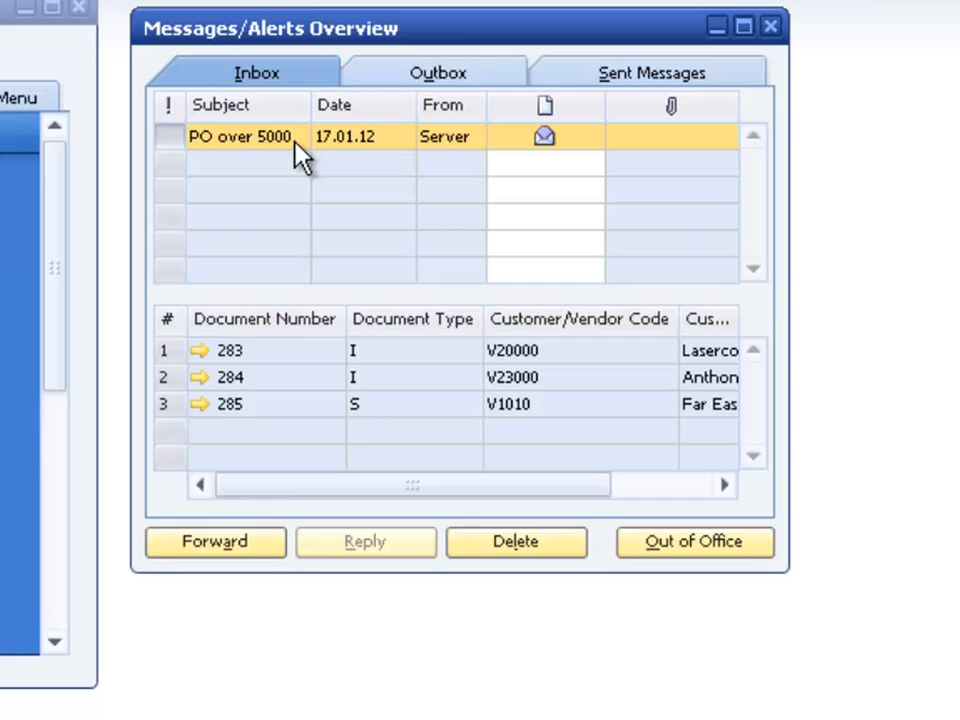 Messages/Alerts Overview
Menu
Inbox Outbox Sent Messages
! Subject Date From
PO over 5000 17.01.12 Server
# Document Number Document Type Customer/Vendor Code Cus...
1 283 I V20000 Laserco
2 284 I V23000 Anthon
3 285 S V1010 Far Eas
Forward Reply Delete Out of Office